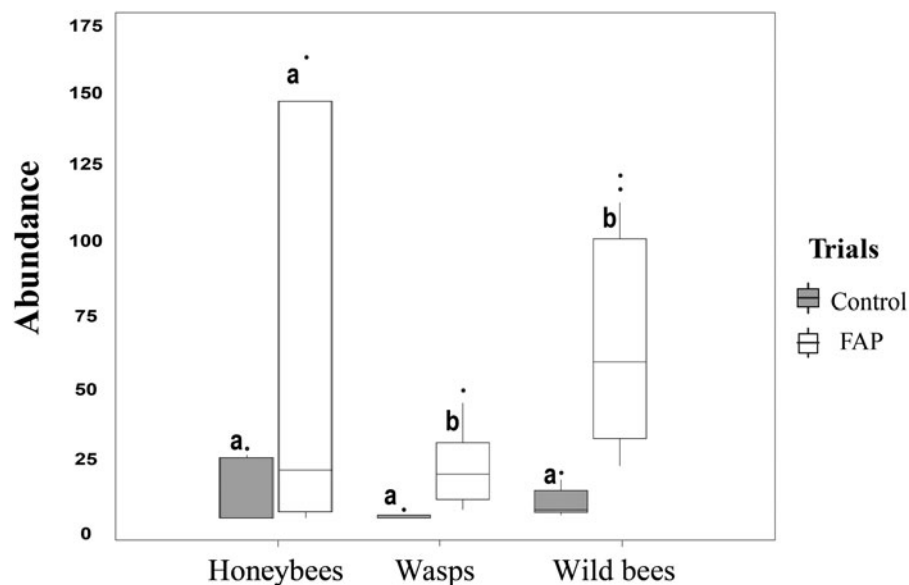 Abundance
175
150
125
100
75
50
25
0
a
a
a
b
a
b
Honeybees
Wasps
Wild bees
Trials
Control
FAP